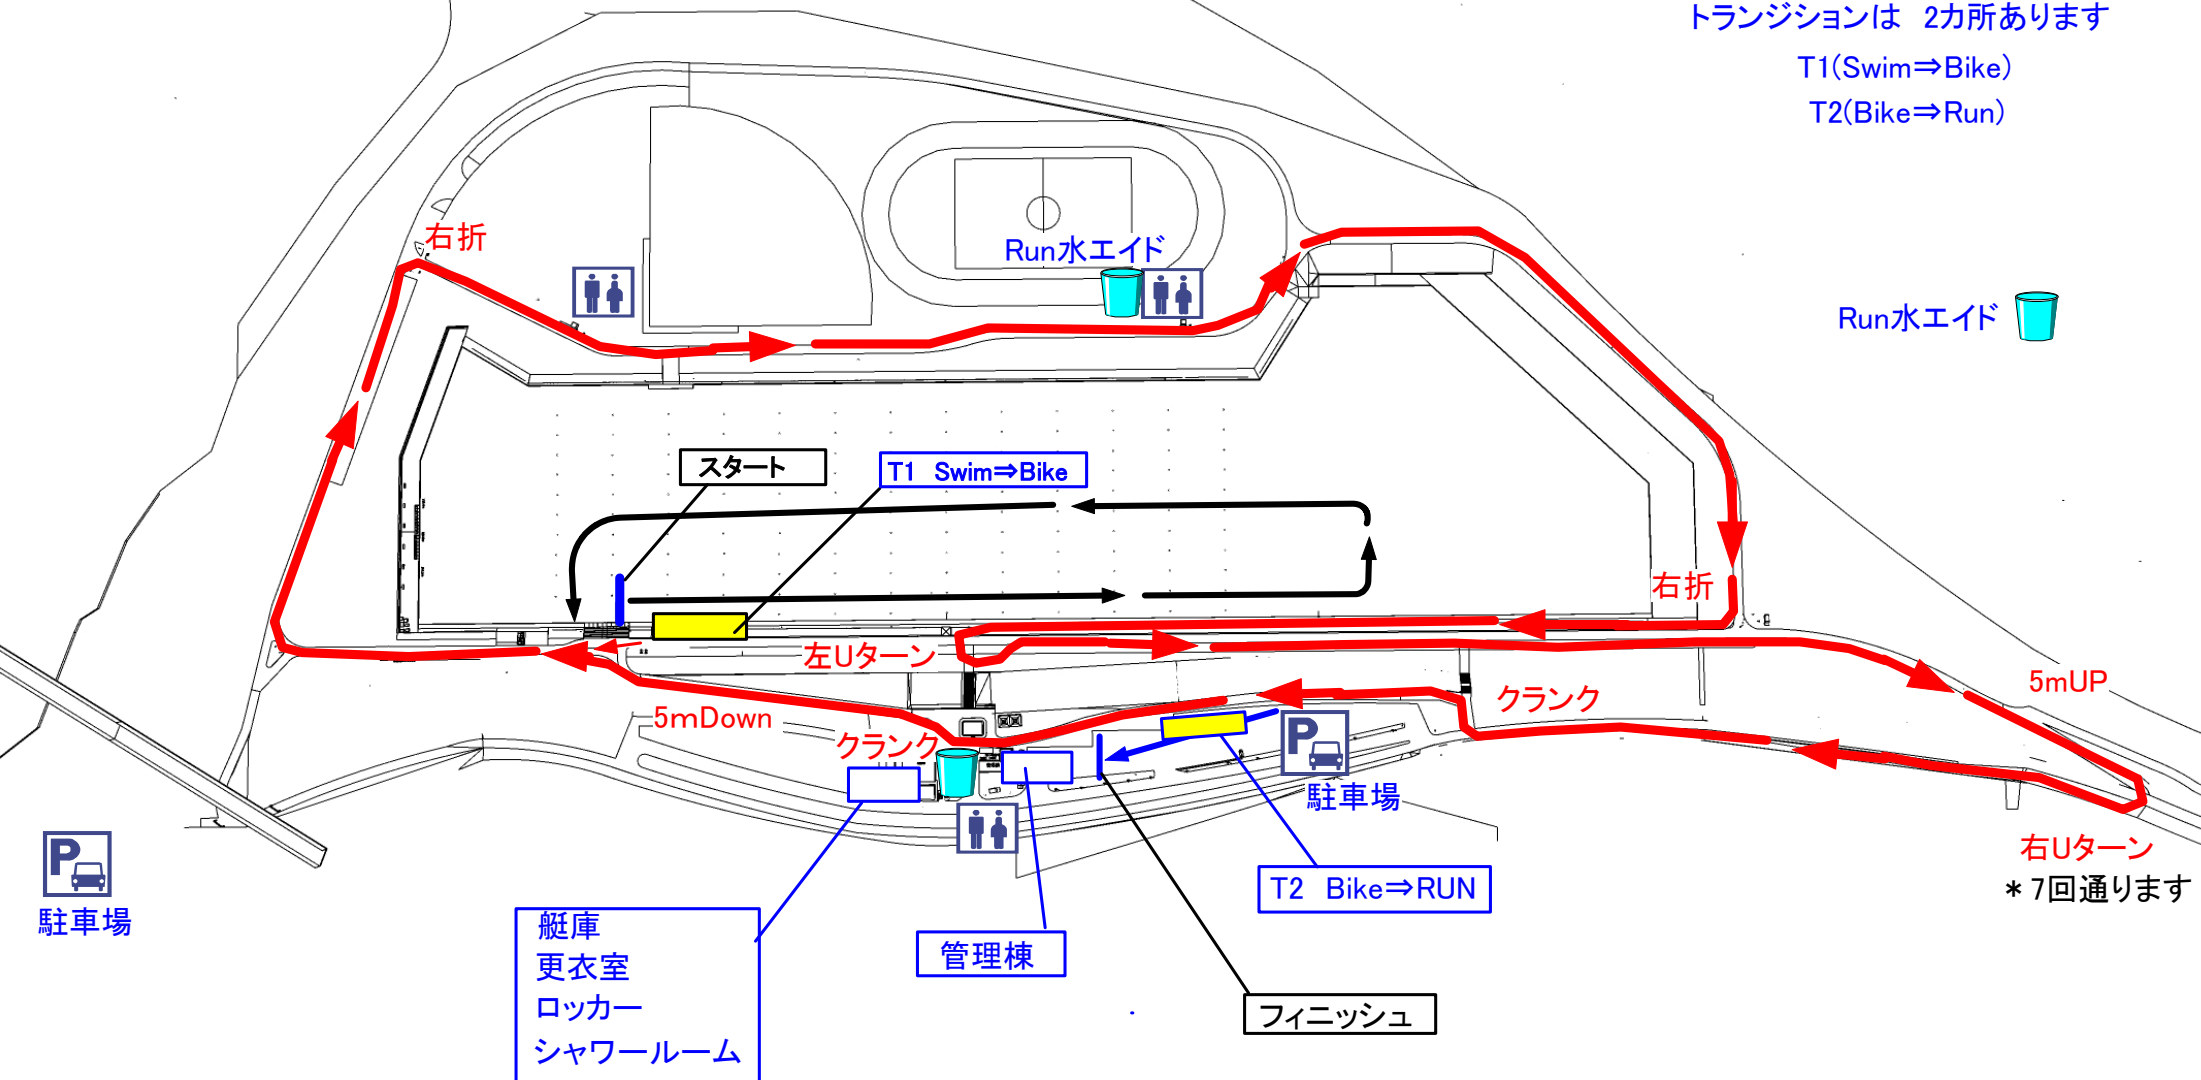 トランジションは 2カ所あります
T1(Swim⇒Bike)
T2(Bike⇒Run)
右折
Run水エイド
Run水エイド
スタート
T1 Swim⇒Bike
右折
左Uターン
5mUP
クランク
5mDown
クランク
P
駐車場
右Uターン
*7回通ります
T2 Bike⇒RUN
P
駐車場
艇庫
更衣室
ロッカー
シャワールーム
管理棟
フィニッシュ